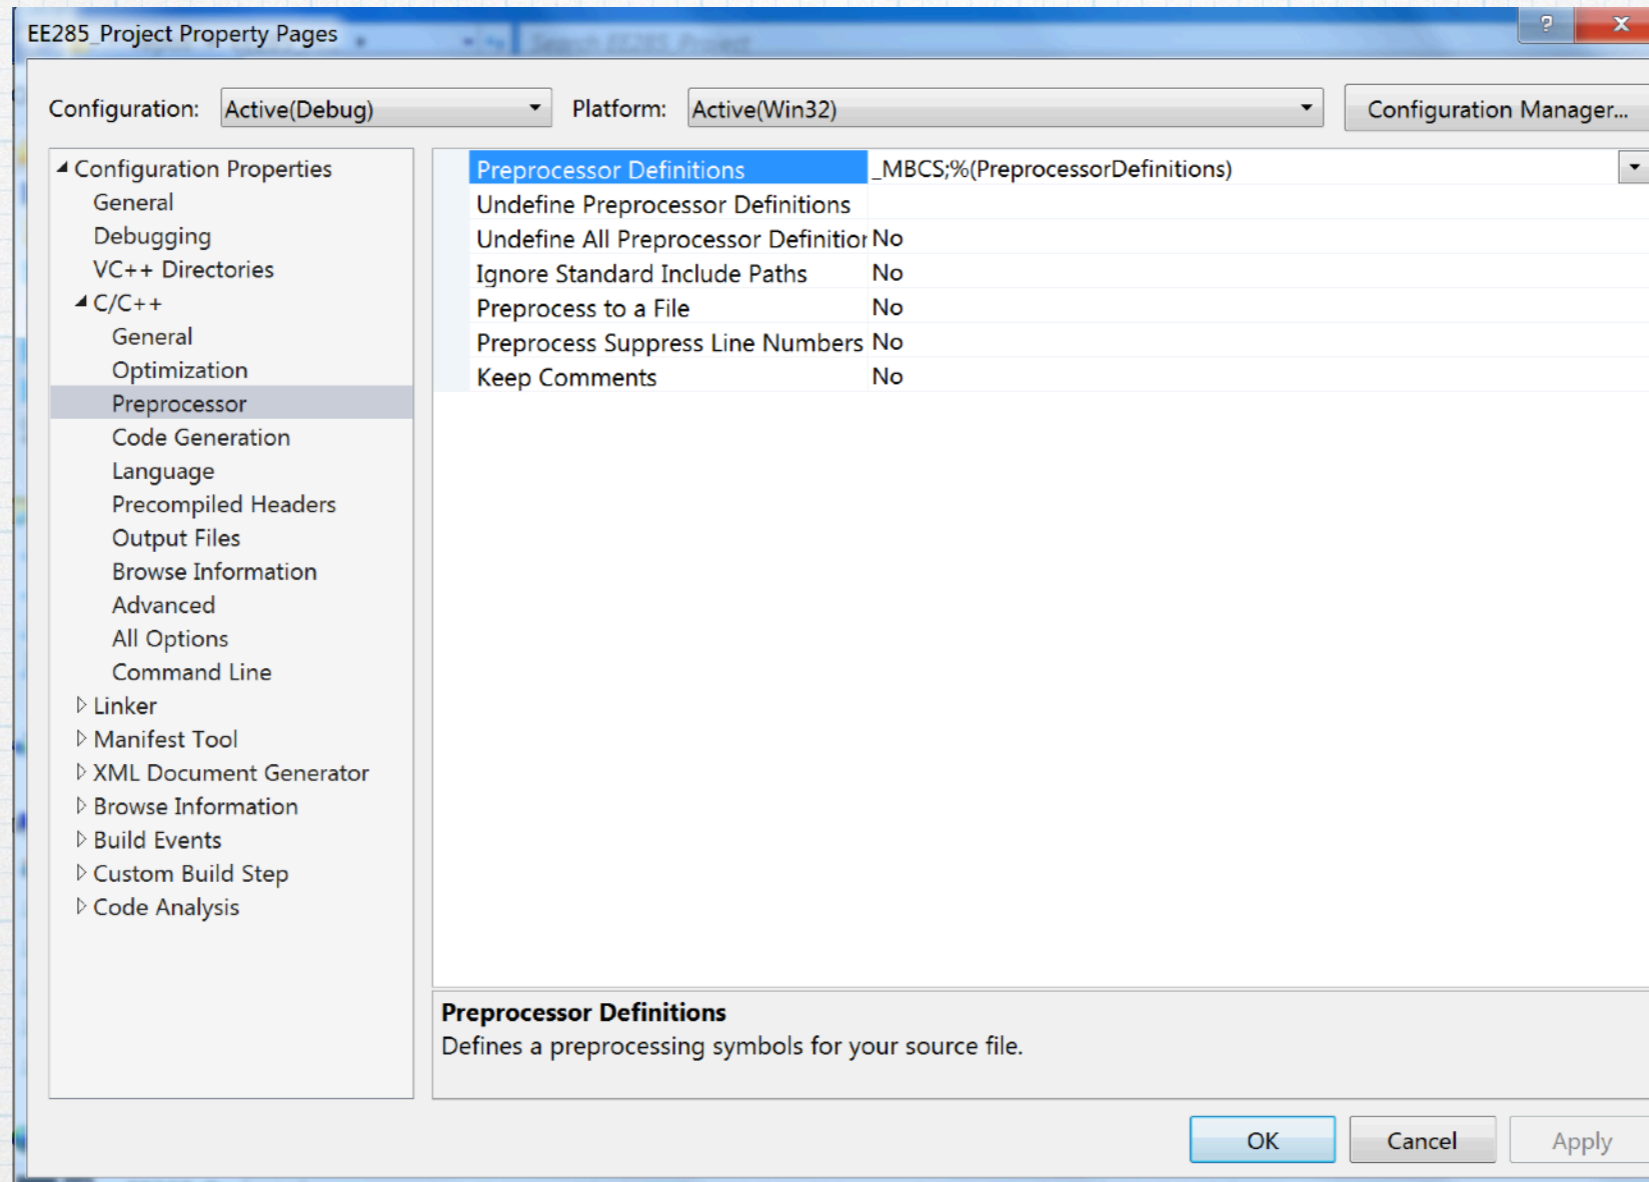 EE285_Project Property Pages
Search EE285_Project
?
x
Configuration: Active(Debug) Platform: Active(Win32) Configuration Manager...
Configuration Properties
General
Debugging
VC++ Directories
C/C++
General
Optimization
Preprocessor
Code Generation
Language
Precompiled Headers
Output Files
Browse Information
Advanced
All Options
Command Line
Linker
Manifest Tool
XML Document Generator
Browse Information
Build Events
Custom Build Step
Code Analysis
Preprocessor Definitions _MBCS;%(PreprocessorDefinitions)
Undefine Preprocessor Definitions
Undefine All Preprocessor Definitior No
Ignore Standard Include Paths No
Preprocess to a File No
Preprocess Suppress Line Numbers No
Keep Comments No
Preprocessor Definitions
Defines a preprocessing symbols for your source file.
OK Cancel Apply